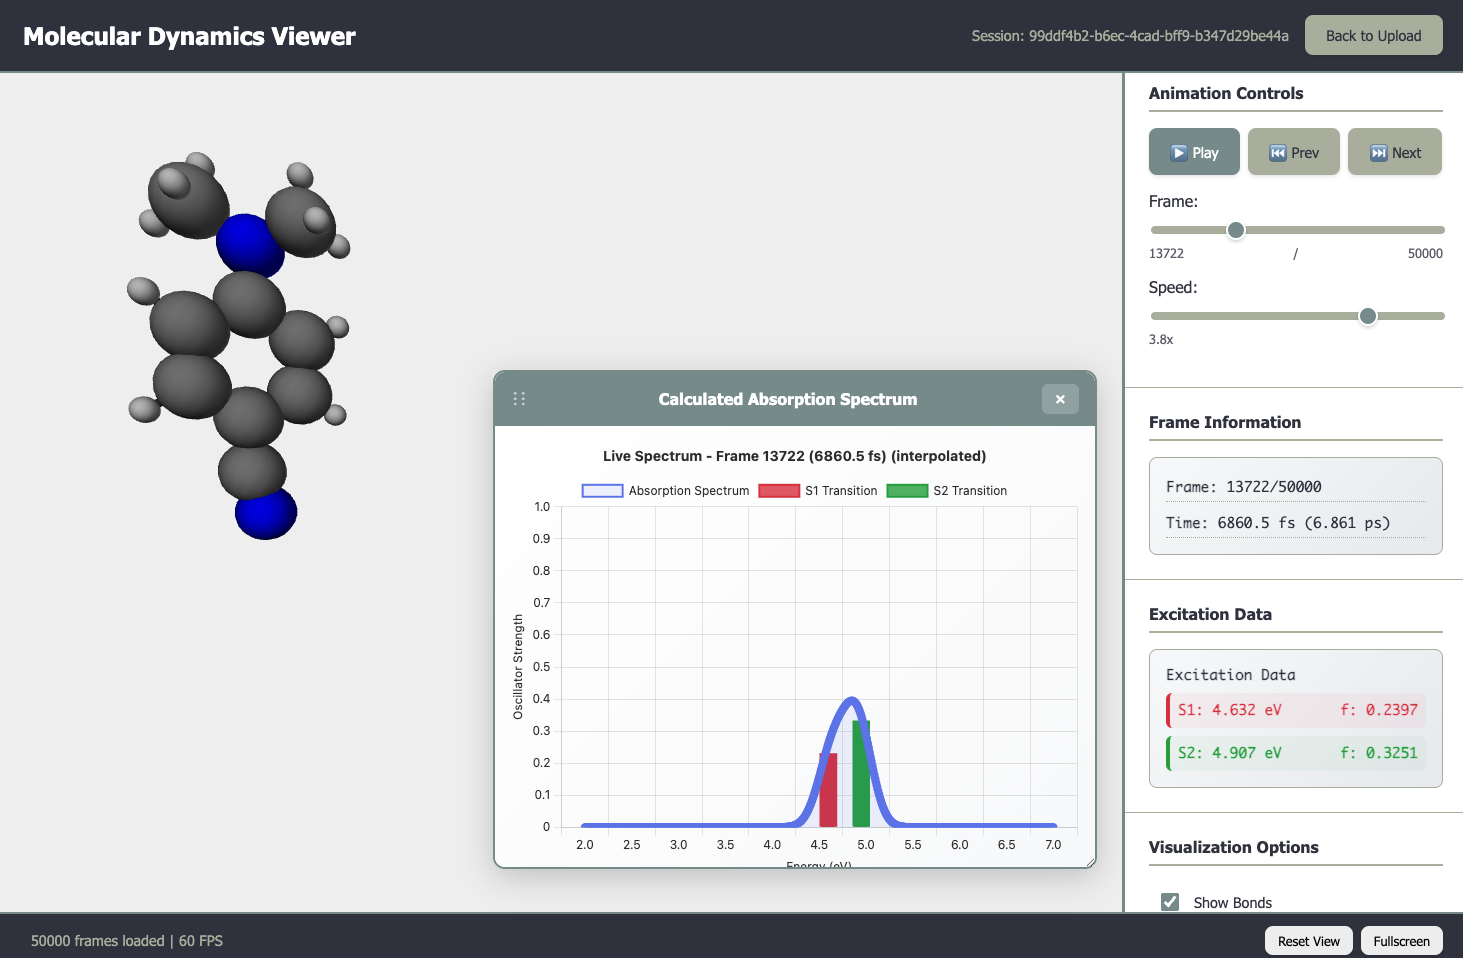 Molecular Dynamics Viewer
Session: 99ddf4b2-b6ec-4cad-bff9-b347d29be44a
Back to Upload
Animation Controls
Play
Prev
Next
Frame:
13722 / 50000
Speed:
3.8x
Frame Information
Frame: 13722/50000
Time: 6860.5 fs (6.861 ps)
Excitation Data
Excitation Data
S1: 4.632 eV f: 0.2397
S2: 4.907 eV f: 0.3251
Visualization Options
Show Bonds
Calculated Absorption Spectrum
×
Live Spectrum - Frame 13722 (6860.5 fs) (interpolated)
Absorption Spectrum S1 Transition S2 Transition
Oscillator Strength
1.0
0.9
0.8
0.7
0.6
0.5
0.4
0.3
0.2
0.1
0
2.0 2.5 3.0 3.5 4.0 4.5 5.0 5.5 6.0 6.5 7.0
Energy (eV)
50000 frames loaded | 60 FPS
Reset View
Fullscreen